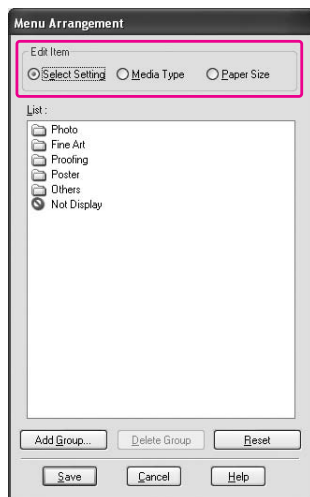 Menu Arrangement
Edit Item
Select Setting Media Type Paper Size
List :
Photo
Fine Art
Proofing
Poster
Others
Not Display
Add Group... Delete Group Reset
Save Cancel Help